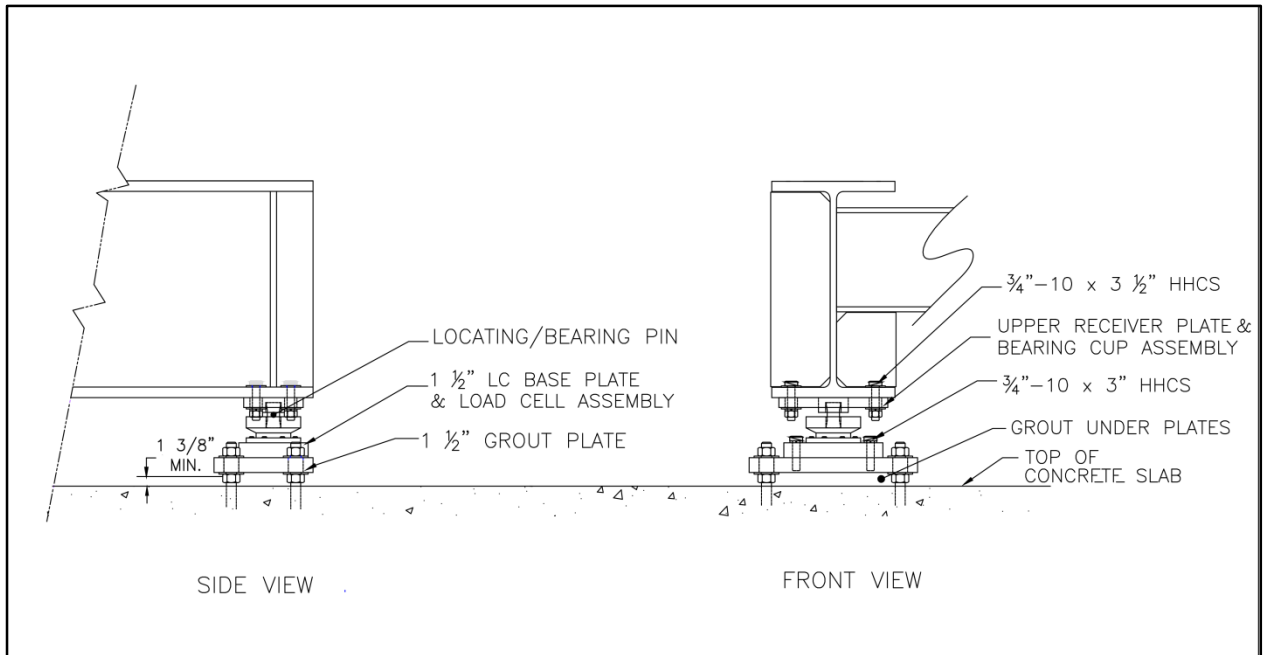 LOCATING/BEARING PIN
1 ½” LC BASE PLATE
& LOAD CELL ASSEMBLY
1 ½” GROUT PLATE
1 3/8”
MIN.
SIDE VIEW
¾”–10 x 3 ½” HHCS
UPPER RECEIVER PLATE &
BEARING CUP ASSEMBLY
¾”–10 x 3” HHCS
GROUT UNDER PLATES
TOP OF
CONCRETE SLAB
FRONT VIEW